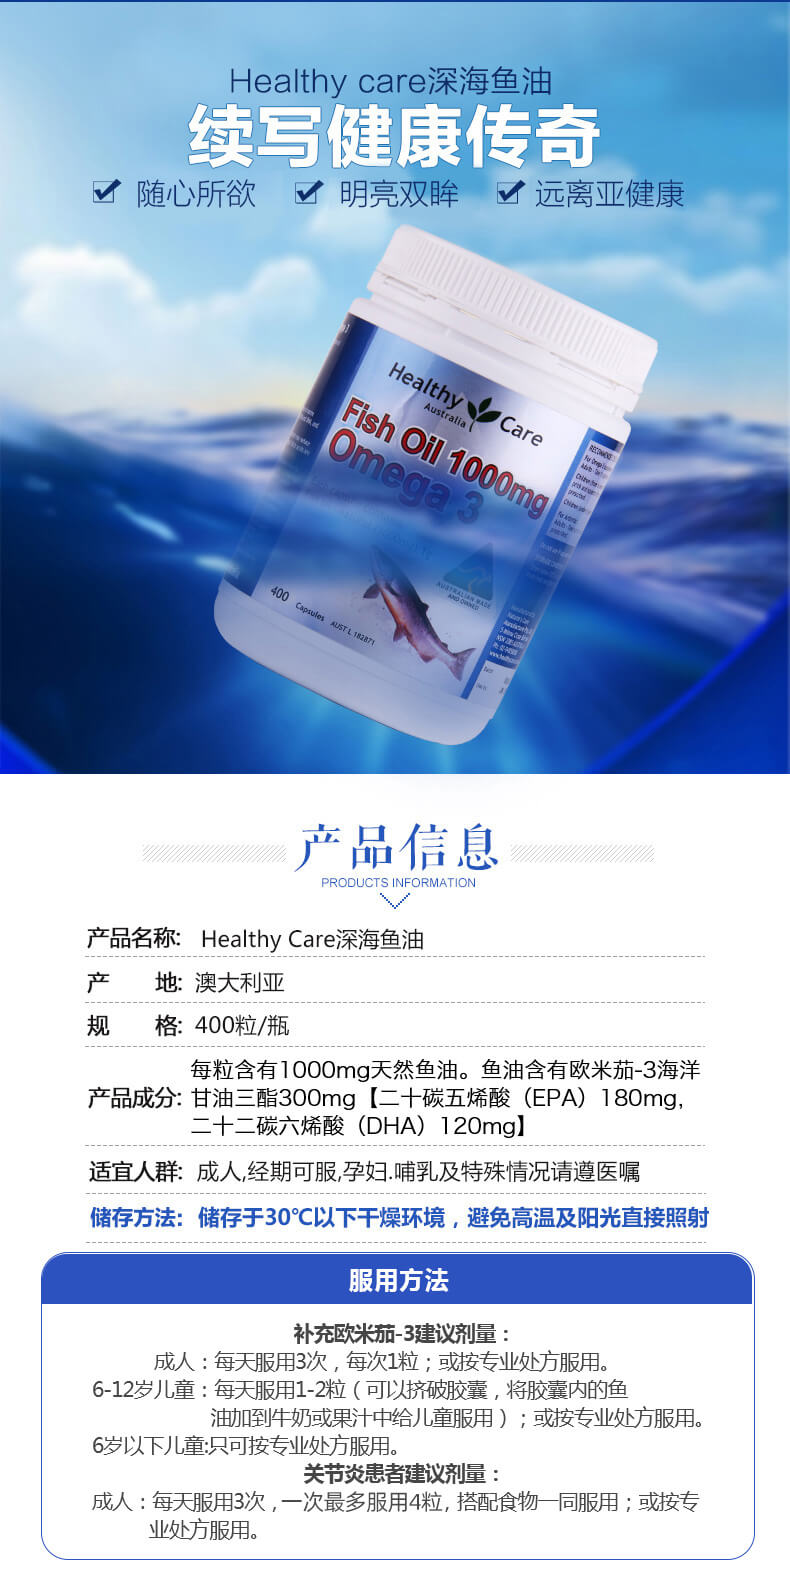 Healthy care深海鱼油
续写健康传奇
随心所欲 明亮双眸 远离亚健康
Healthy Care
Australia
Fish Oil 1000mg
Omega 3
AUSTRALIAN MADE
AND OWNED
400 Capsules AUST L 182871
产品信息
PRODUCTS INFORMATION
产品名称: Healthy Care深海鱼油
产 地: 澳大利亚
规 格: 400粒/瓶
产品成分: 每粒含有1000mg天然鱼油。鱼油含有欧米茄-3海洋
甘油三酯300mg【二十碳五烯酸（EPA）180mg,
二十二碳六烯酸（DHA）120mg】
适宜人群: 成人,经期可服,孕妇.哺乳及特殊情况请遵医嘱
储存方法: 储存于30℃以下干燥环境，避免高温及阳光直接照射
服用方法
补充欧米茄-3建议剂量：
成人：每天服用3次，每次1粒；或按专业处方服用。
6-12岁儿童：每天服用1-2粒（可以挤破胶囊，将胶囊内的鱼
油加到牛奶或果汁中给儿童服用）；或按专业处方服用。
6岁以下儿童:只可按专业处方服用。
关节炎患者建议剂量：
成人：每天服用3次，一次最多服用4粒, 搭配食物一同服用；或按专
业处方服用。